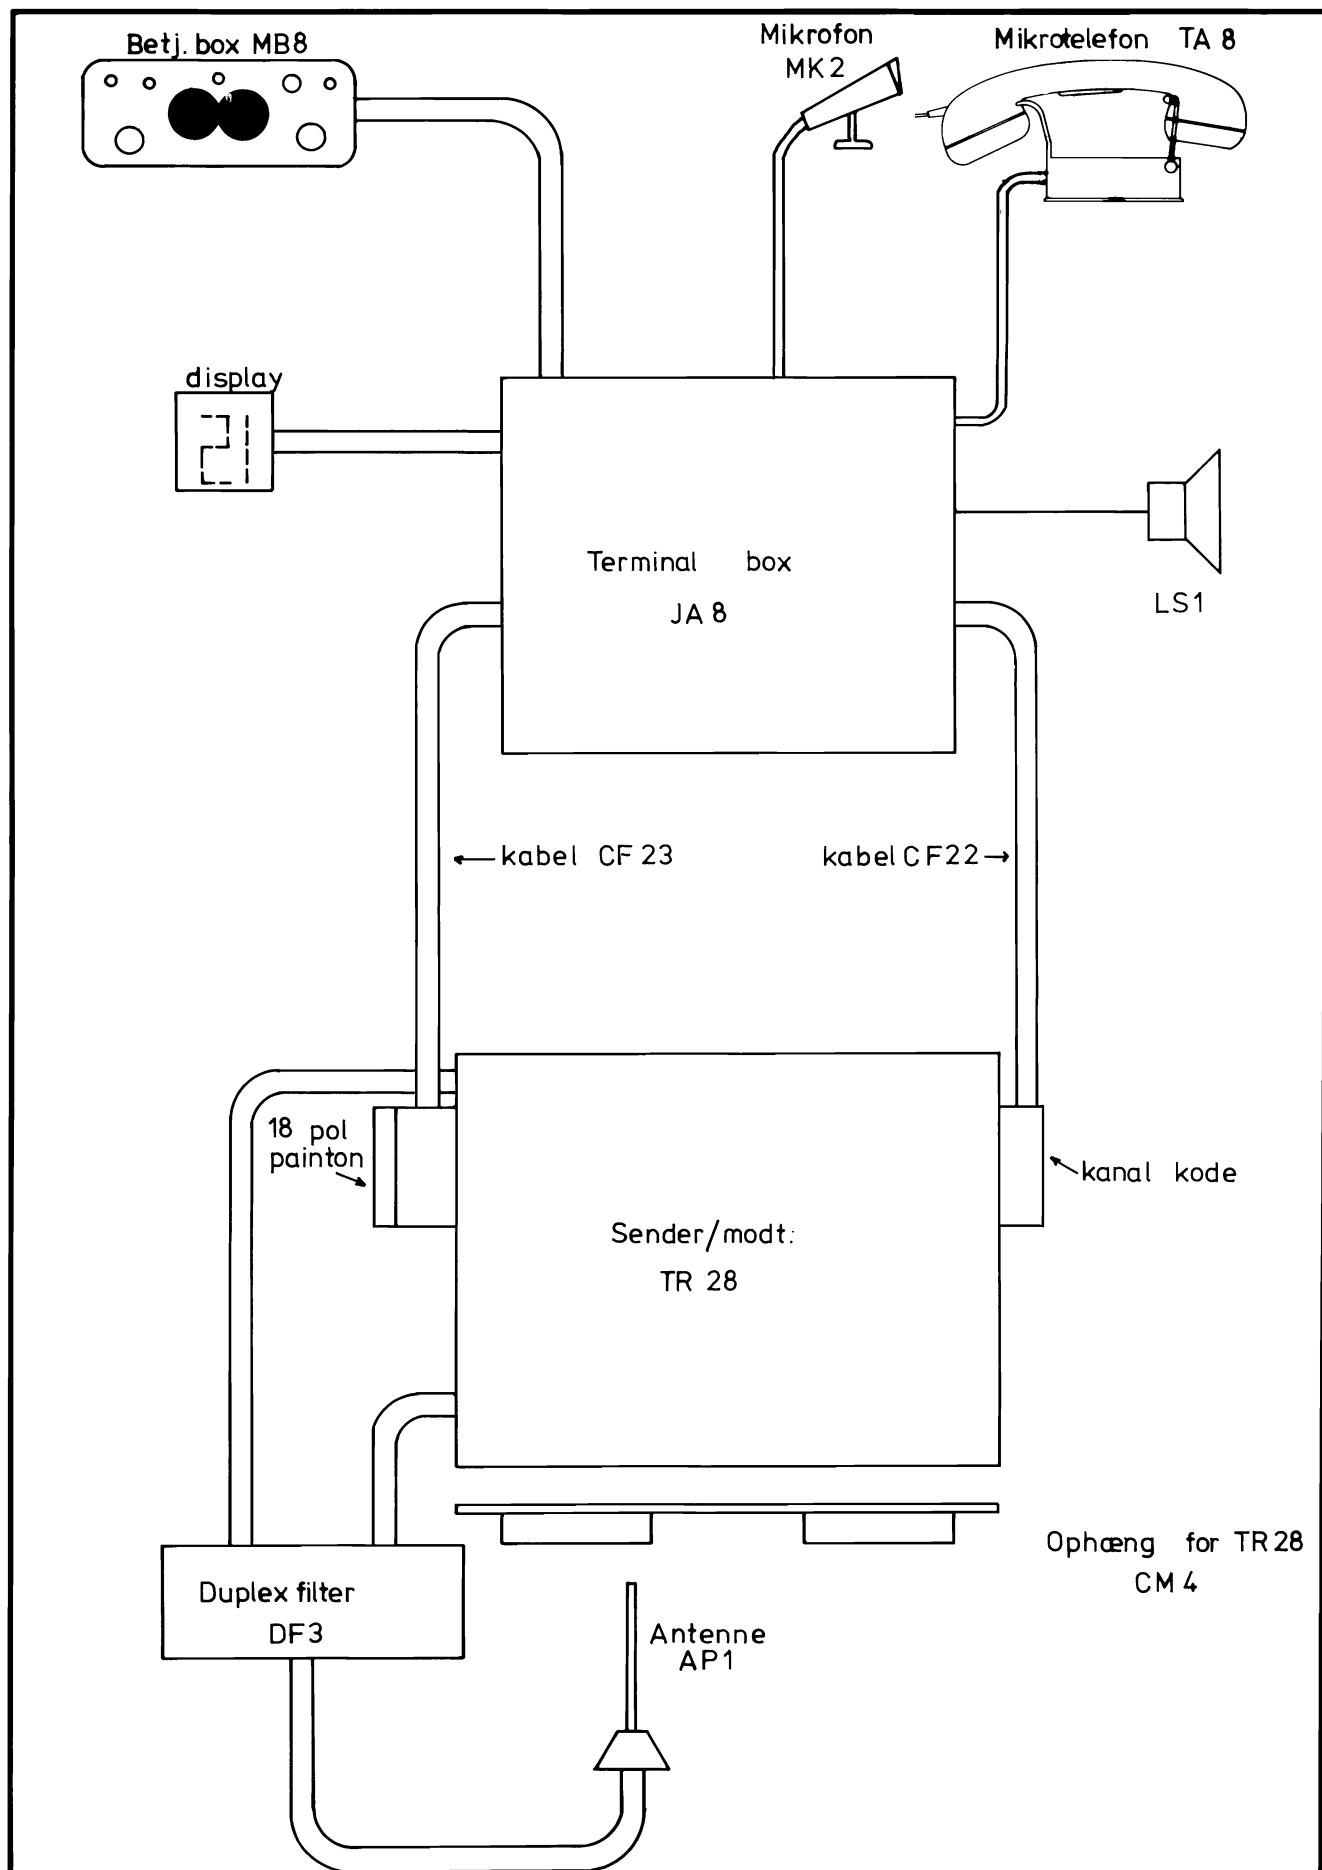 Betj. box MB8
Mikrofon
MK2
Mikrotelefon TA 8
display
21
Terminal box
JA 8
LS1
kabel CF 23
kabel CF22
18 pol
painton
kanal kode
Sender/modt.:
TR 28
Ophæng for TR28
CM 4
Duplex filter
DF3
Antenne
AP1